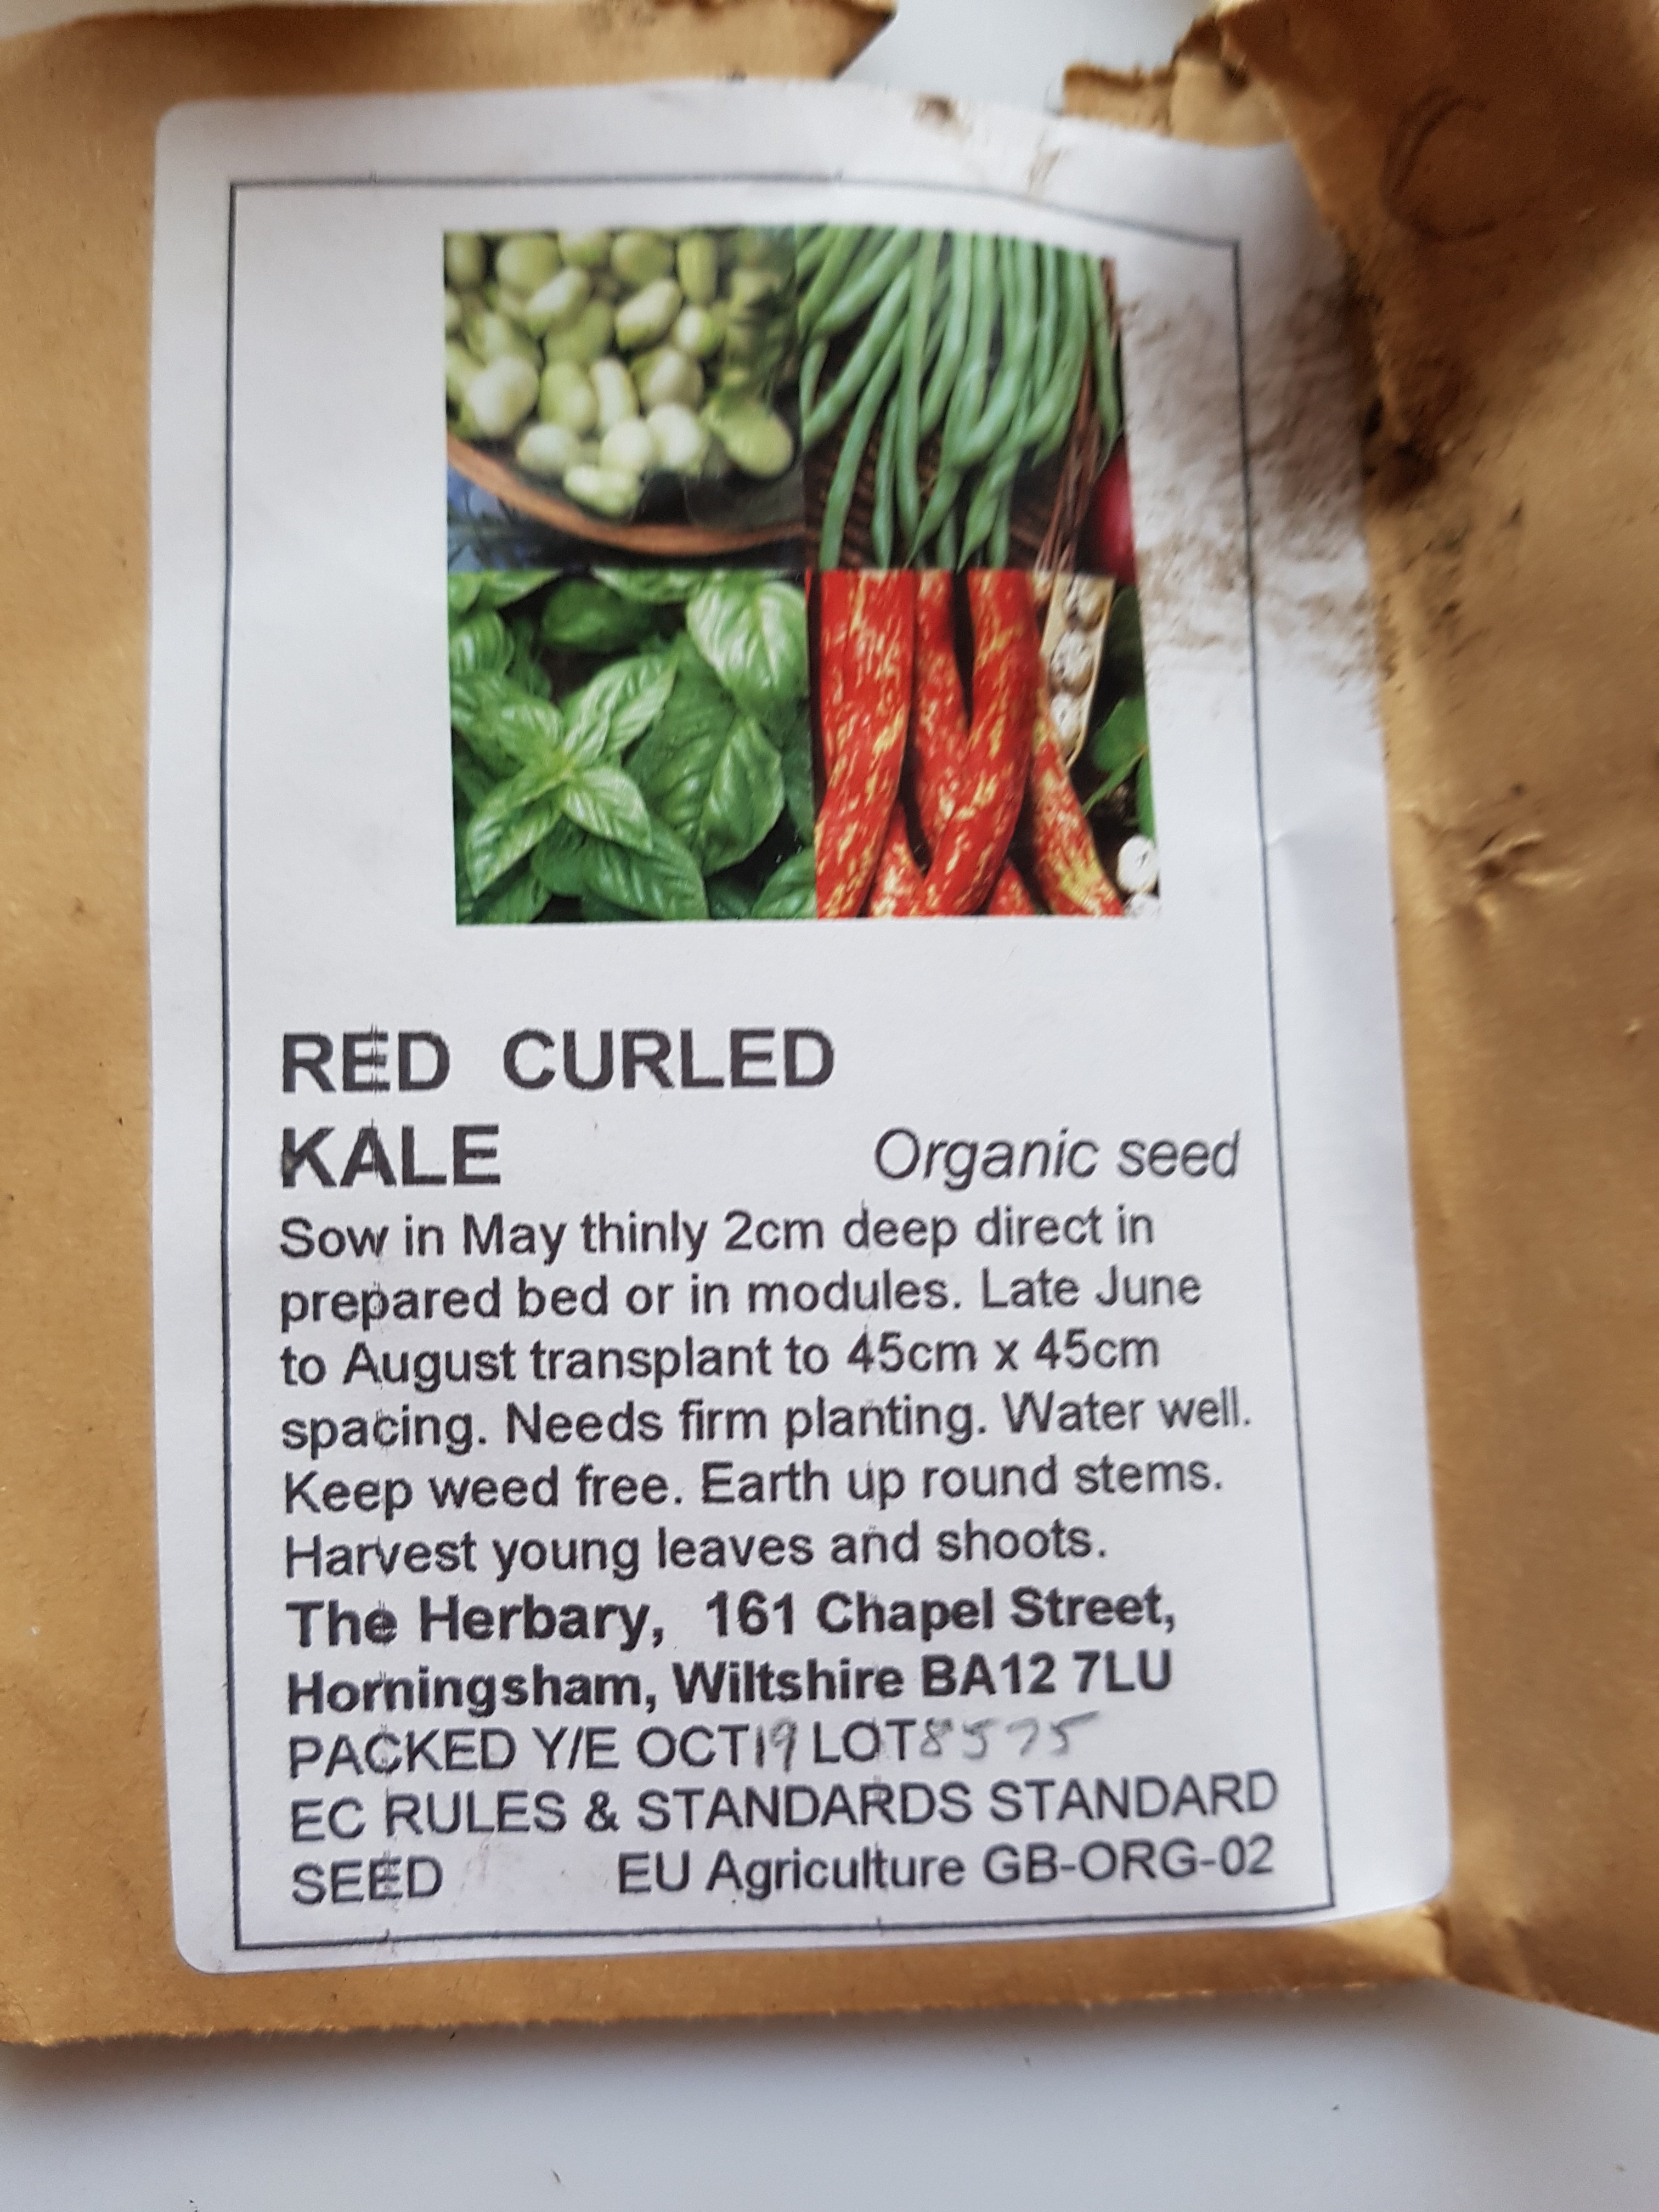 RED CURLED
KALE Organic seed
Sow in May thinly 2cm deep direct in
prepared bed or in modules. Late June
to August transplant to 45cm x 45cm
spacing. Needs firm planting. Water well.
Keep weed free. Earth up round stems.
Harvest young leaves and shoots.
The Herbary, 161 Chapel Street,
Horningsham, Wiltshire BA12 7LU
PACKED Y/E OCT19 LOT8575
EC RULES & STANDARDS STANDARD
SEED EU Agriculture GB-ORG-02